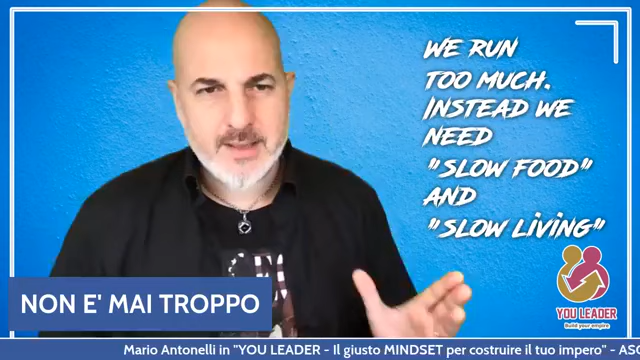 WE RUN
TOO MUCH.
INSTEAD WE
NEED
"SLOW FOOD"
AND
"SLOW LIVING"
YOU LEADER
Build your empire
NON E' MAI TROPPO
Mario Antonelli in "YOU LEADER - Il giusto MINDSET per costruire il tuo impero" - ASC